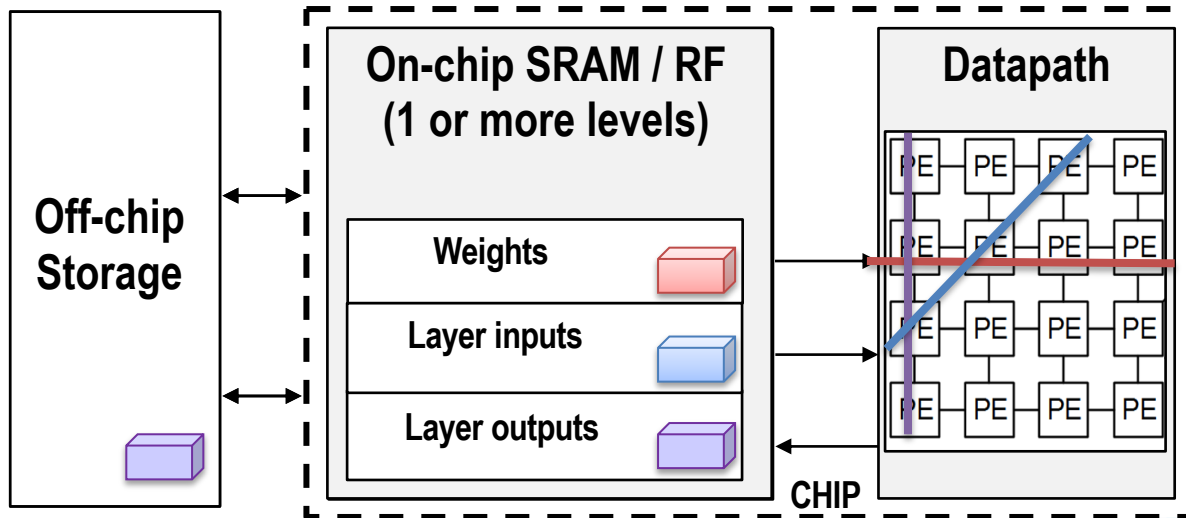 Off-chip
Storage
On-chip SRAM / RF
(1 or more levels)
Weights
Layer inputs
Layer outputs
CHIP
Datapath
PE PE PE PE
PE PE PE PE
PE PE PE PE
PE PE PE PE